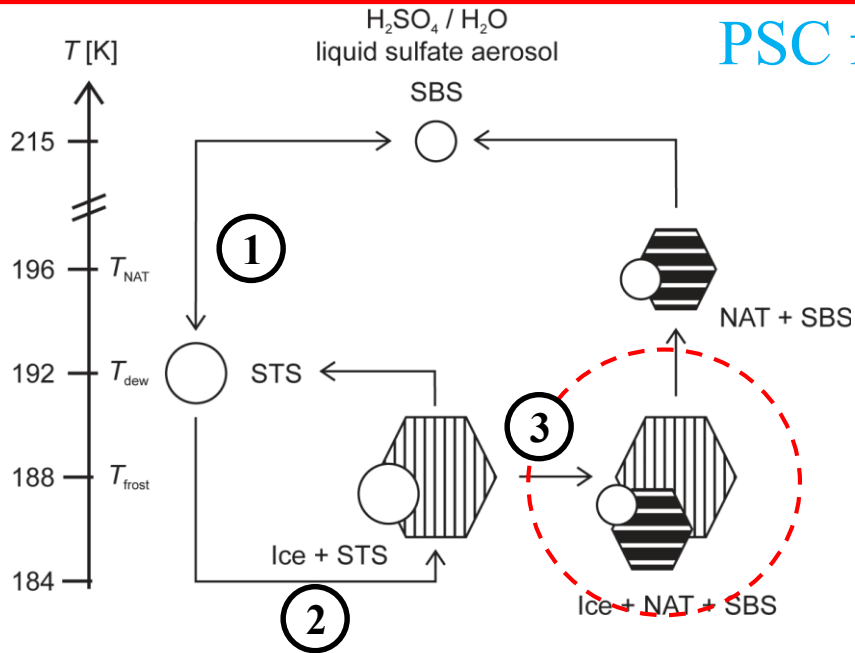 H₂SO₄ / H₂O
liquid sulfate aerosol
SBS
PSC
T [K]
215
196
T_NAT
192
T_dew
188
T_frost
184
1
STS
NAT + SBS
3
Ice + STS
2
Ice + NAT + SBS